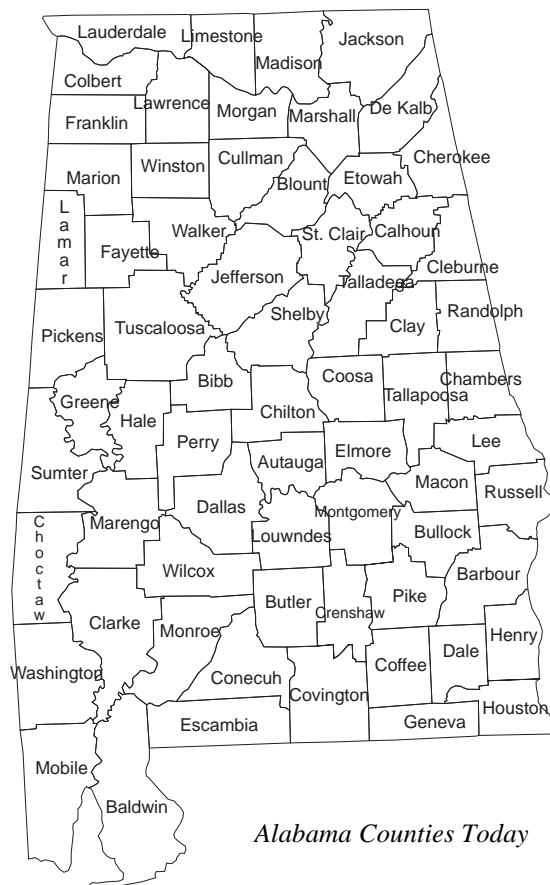 Lauderdale
Limestone
Madison
Jackson
Colbert
Lawrence
Morgan
Marshall
De Kalb
Franklin
Cullman
Cherokee
Winston
Marion
Blount
Etowah
Lamar
Walker
St. Clair
Calhoun
Fayette
Jefferson
Talladega
Cleburne
Pickens
Tuscaloosa
Shelby
Clay
Randolph
Bibb
Coosa
Tallapoosa
Chambers
Greene
Hale
Chilton
Perry
Autauga
Elmore
Lee
Sumter
Macon
Russell
Dallas
Marengo
Montgomery
Choctaw
Lowndes
Bullock
Wilcox
Barbour
Butler
Crenshaw
Pike
Clarke
Monroe
Henry
Washington
Conecuh
Coffee
Dale
Covington
Houston
Escambia
Geneva
Mobile
Baldwin
Alabama Counties Today